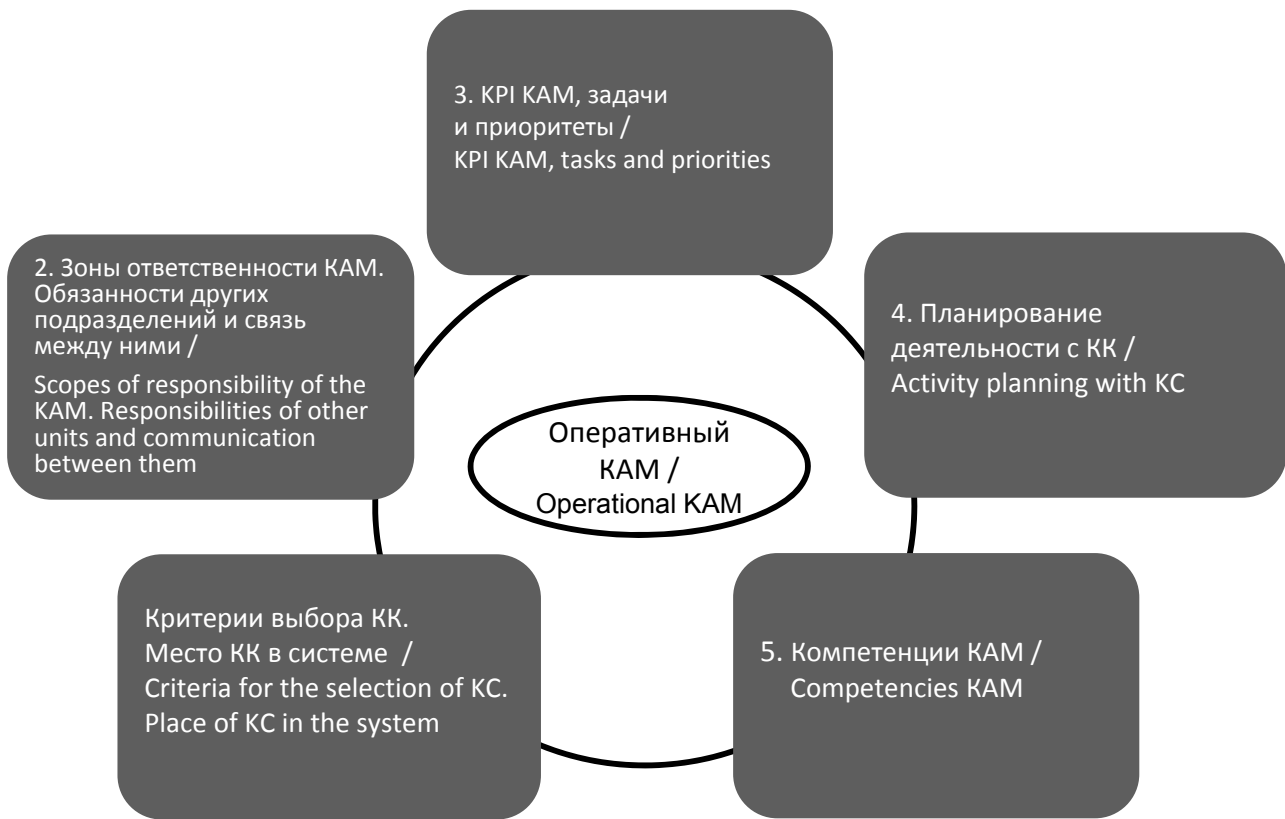 3. KPI KAM, задачи
и приоритеты /
KPI KAM, tasks and priorities
2. Зоны ответственности КАМ.
Обязанности других
подразделений и связь
между ними /
Scopes of responsibility of the
KAM. Responsibilities of other
units and communication
between them
4. Планирование
деятельности с КК /
Activity planning with KC
Оперативный
КАМ /
Operational KAM
Критерии выбора КК.
Место КК в системе /
Criteria for the selection of KC.
Place of KC in the system
5. Компетенции КАМ /
Competencies KAM